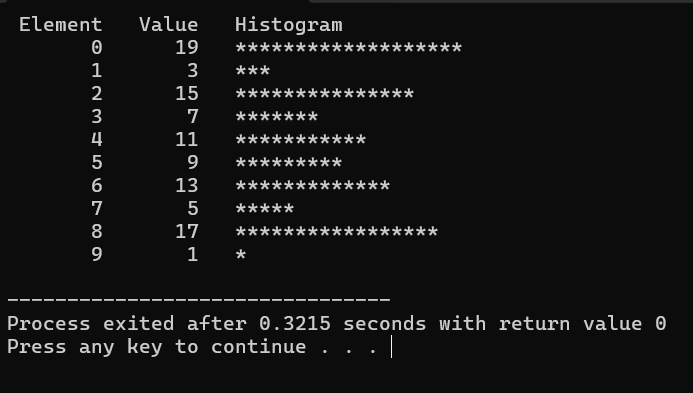 Element   Value   Histogram
      0      19   *******************
      1       3   ***
      2      15   ***************
      3       7   *******
      4      11   ***********
      5       9   *********
      6      13   *************
      7       5   *****
      8      17   *****************
      9       1   *

--------------------------------
Process exited after 0.3215 seconds with return value 0
Press any key to continue . . .